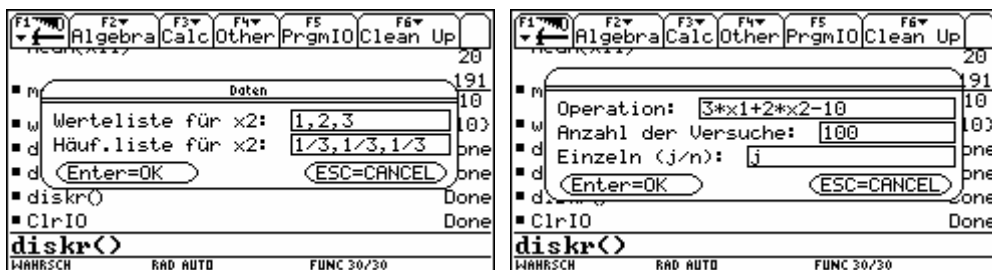 F1 F2 F3 F4 F5 F6
Algebra Calc Other PrgmIO Clean Up
20
191
Daten
10
Werteliste für x2: 1,2,3
Häuf.liste für x2: 1/3,1/3,1/3
Enter=OK ESC=CANCEL
diskr() Done
ClrIO Done
diskr()
WAHRSCH RAD AUTO FUNC 30/30
F1 F2 F3 F4 F5 F6
Algebra Calc Other PrgmIO Clean Up
20
191
10
Operation: 3*x1+2*x2-10
Anzahl der Versuche: 100
Einzeln (j/n): j
Enter=OK ESC=CANCEL
Done
ClrIO Done
diskr()
WAHRSCH RAD AUTO FUNC 30/30